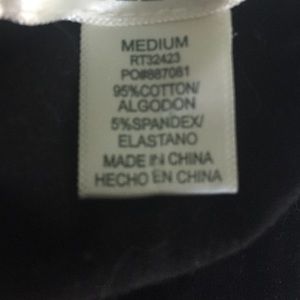 MEDIUM
RT32423
PO#887081
95%COTTON/
ALGODON
5%SPANDEX/
ELASTANO
MADE IN CHINA
HECHO EN CHINA